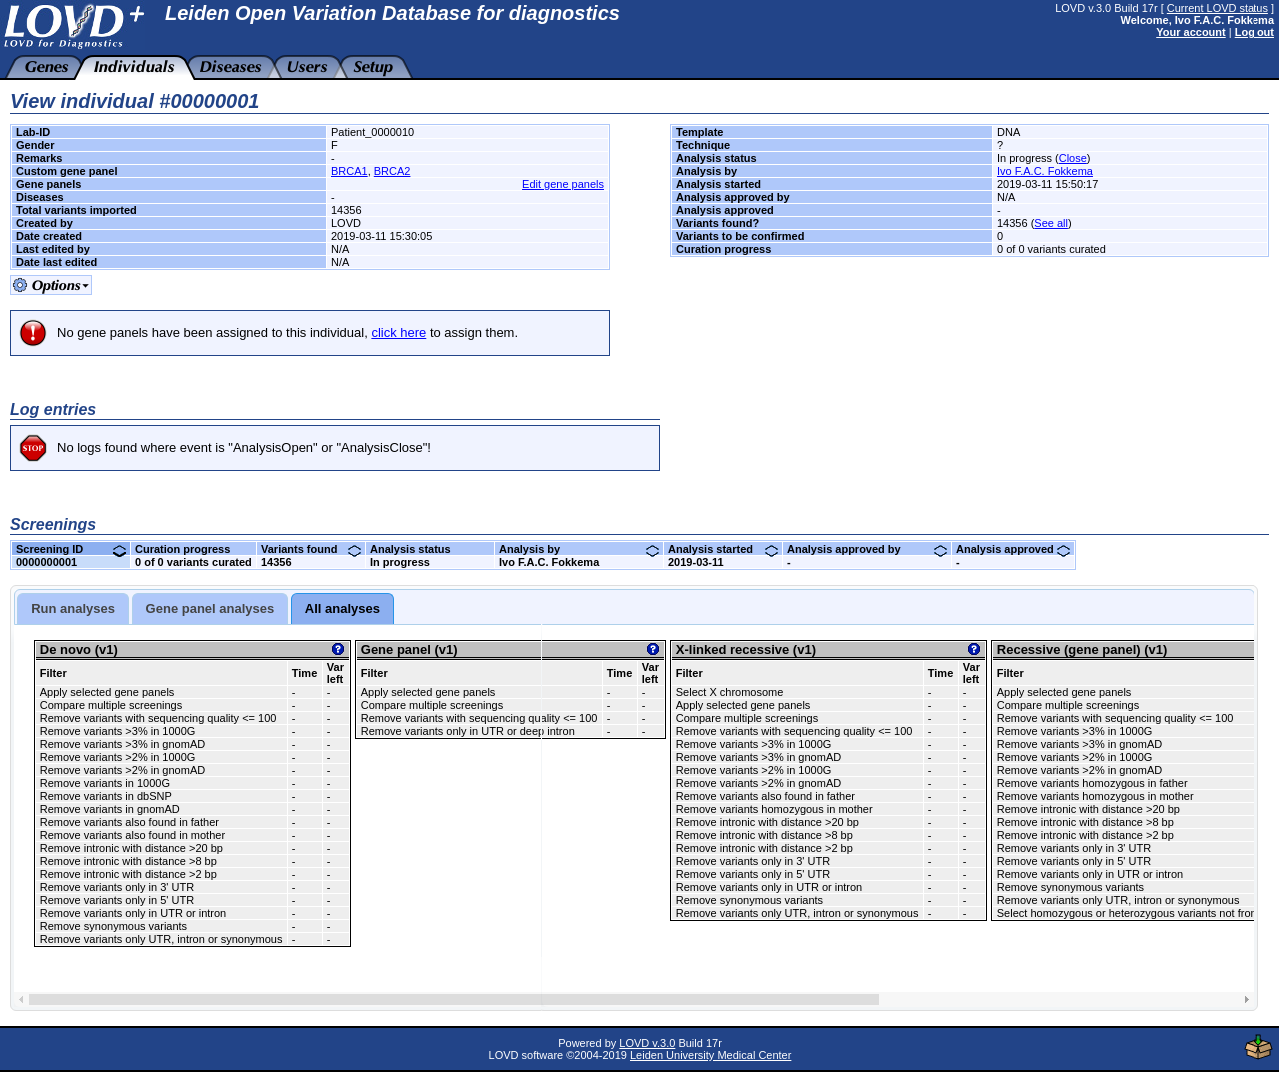 LOVD+
LOVD for Diagnostics
Leiden Open Variation Database for diagnostics
LOVD v.3.0 Build 17r [ Current LOVD status ]
Welcome, Ivo F.A.C. Fokkema
Your account | Log out
Genes Individuals Diseases Users Setup
View individual #00000001
Lab-ID Patient_0000010
Gender F
Remarks -
Custom gene panel BRCA1, BRCA2
Gene panels Edit gene panels
Diseases -
Total variants imported 14356
Created by LOVD
Date created 2019-03-11 15:30:05
Last edited by N/A
Date last edited N/A
Template DNA
Technique ?
Analysis status In progress (Close)
Analysis by Ivo F.A.C. Fokkema
Analysis started 2019-03-11 15:50:17
Analysis approved by N/A
Analysis approved -
Variants found? 14356 (See all)
Variants to be confirmed 0
Curation progress 0 of 0 variants curated
Options
No gene panels have been assigned to this individual, click here to assign them.
Log entries
STOP No logs found where event is "AnalysisOpen" or "AnalysisClose"!
Screenings
Screening ID Curation progress Variants found Analysis status Analysis by Analysis started Analysis approved by Analysis approved
0000000001 0 of 0 variants curated 14356 In progress Ivo F.A.C. Fokkema 2019-03-11 - -
Run analyses Gene panel analyses All analyses
De novo (v1) ?
Filter Time Var left
Apply selected gene panels - -
Compare multiple screenings - -
Remove variants with sequencing quality <= 100 - -
Remove variants >3% in 1000G - -
Remove variants >3% in gnomAD - -
Remove variants >2% in 1000G - -
Remove variants >2% in gnomAD - -
Remove variants in 1000G - -
Remove variants in dbSNP - -
Remove variants in gnomAD - -
Remove variants also found in father - -
Remove variants also found in mother - -
Remove intronic with distance >20 bp - -
Remove intronic with distance >8 bp - -
Remove intronic with distance >2 bp - -
Remove variants only in 3' UTR - -
Remove variants only in 5' UTR - -
Remove variants only in UTR or intron - -
Remove synonymous variants - -
Remove variants only UTR, intron or synonymous - -
Gene panel (v1) ?
Filter Time Var left
Apply selected gene panels - -
Compare multiple screenings - -
Remove variants with sequencing quality <= 100 - -
Remove variants only in UTR or deep intron - -
X-linked recessive (v1) ?
Filter Time Var left
Select X chromosome - -
Apply selected gene panels - -
Compare multiple screenings - -
Remove variants with sequencing quality <= 100 - -
Remove variants >3% in 1000G - -
Remove variants >3% in gnomAD - -
Remove variants >2% in 1000G - -
Remove variants >2% in gnomAD - -
Remove variants also found in father - -
Remove variants homozygous in mother - -
Remove intronic with distance >20 bp - -
Remove intronic with distance >8 bp - -
Remove intronic with distance >2 bp - -
Remove variants only in 3' UTR - -
Remove variants only in 5' UTR - -
Remove variants only in UTR or intron - -
Remove synonymous variants - -
Remove variants only UTR, intron or synonymous - -
Recessive (gene panel) (v1)
Filter
Apply selected gene panels
Compare multiple screenings
Remove variants with sequencing quality <= 100
Remove variants >3% in 1000G
Remove variants >3% in gnomAD
Remove variants >2% in 1000G
Remove variants >2% in gnomAD
Remove variants homozygous in father
Remove variants homozygous in mother
Remove intronic with distance >20 bp
Remove intronic with distance >8 bp
Remove intronic with distance >2 bp
Remove variants only in 3' UTR
Remove variants only in 5' UTR
Remove variants only in UTR or intron
Remove synonymous variants
Remove variants only UTR, intron or synonymous
Select homozygous or heterozygous variants not from
Powered by LOVD v.3.0 Build 17r
LOVD software ©2004-2019 Leiden University Medical Center